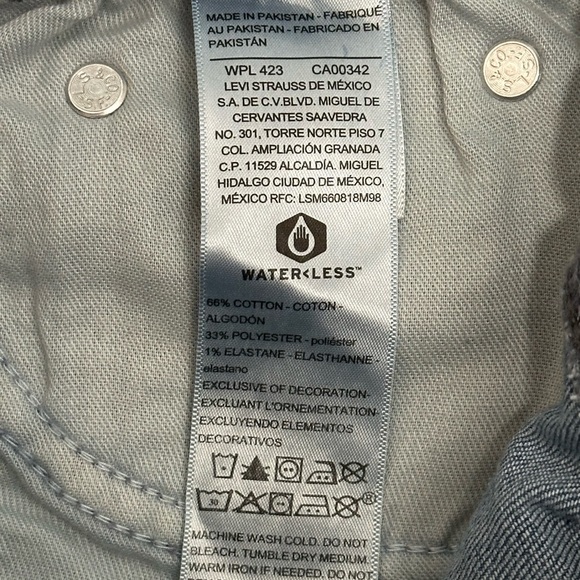 MADE IN PAKISTAN - FABRIQUÉ
AU PAKISTAN - FABRICADO EN
PAKISTÁN
WPL 423 CA00342
LEVI STRAUSS DE MÉXICO
S.A. DE C.V.BLVD. MIGUEL DE
CERVANTES SAAVEDRA
NO. 301, TORRE NORTE PISO 7
COL. AMPLIACIÓN GRANADA
C.P. 11529 ALCALDÍA. MIGUEL
HIDALGO CIUDAD DE MÉXICO,
MÉXICO RFC: LSM660818M98
WATER<LESS™
66% COTTON - COTON -
ALGODÓN
33% POLYESTER - poliéster
1% ELASTANE - ELASTHANNE -
elastano
EXCLUSIVE OF DECORATION-
EXCLUANT L'ORNEMENTATION-
EXCLUYENDO ELEMENTOS
DECORATIVOS
30 ®
MACHINE WASH COLD. DO NOT
BLEACH. TUMBLE DRY MEDIUM.
WARM IRON IF NEEDED. DO NOT